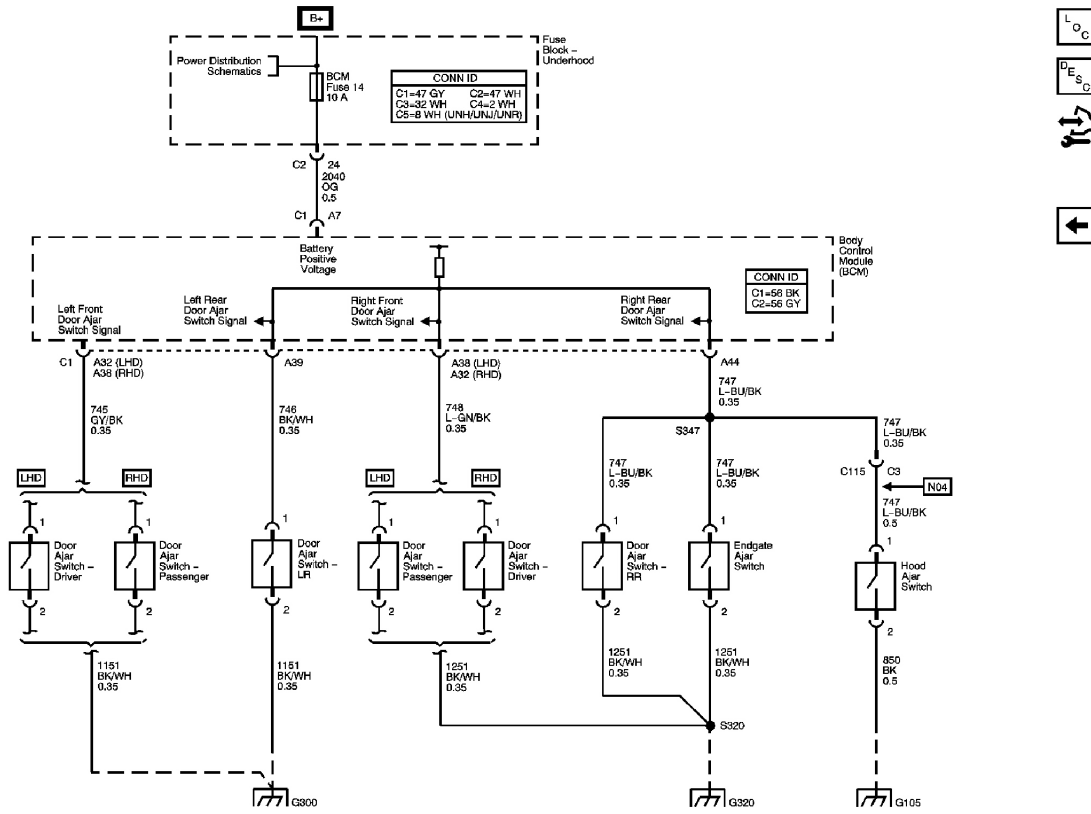 B+
Fuse
Block –
Underhood
Power Distribution
Schematics
BCM
Fuse 14
10 A
CONN ID
C1=47 GY C2=47 WH
C3=32 WH C4=2 WH
C5=8 WH (UNH/UNJ/UNR)
LOC
DESC
C2 24
2040
OG
0.5
C1 A7
Battery
Positive
Voltage
Body
Control
Module
(BCM)
CONN ID
C1=56 BK
C2=56 GY
Left Front
Door Ajar
Switch Signal
Left Rear
Door Ajar
Switch Signal
Right Front
Door Ajar
Switch Signal
Right Rear
Door Ajar
Switch Signal
C1 A32 (LHD)
A38 (RHD)
A39
A38 (LHD)
A32 (RHD)
A44
745
GY/BK
0.35
746
BK/WH
0.35
748
L–GN/BK
0.35
747
L–BU/BK
0.35
S347
747
L–BU/BK
0.35
747
L–BU/BK
0.35
747
L–BU/BK
0.35
C115 C3
N04
747
L–BU/BK
0.5
LHD
RHD
LHD
RHD
1
1
1
1
1
1
1
1
Door
Ajar
Switch –
Driver
Door
Ajar
Switch –
Passenger
Door
Ajar
Switch –
LR
Door
Ajar
Switch –
Passenger
Door
Ajar
Switch –
Driver
Door
Ajar
Switch –
RR
Endgate
Ajar
Switch
Hood
Ajar
Switch
2
2
2
2
2
2
2
2
1151
BK/WH
0.35
1151
BK/WH
0.35
1251
BK/WH
0.35
1251
BK/WH
0.35
1251
BK/WH
0.35
850
BK
0.5
S320
G300
G320
G105